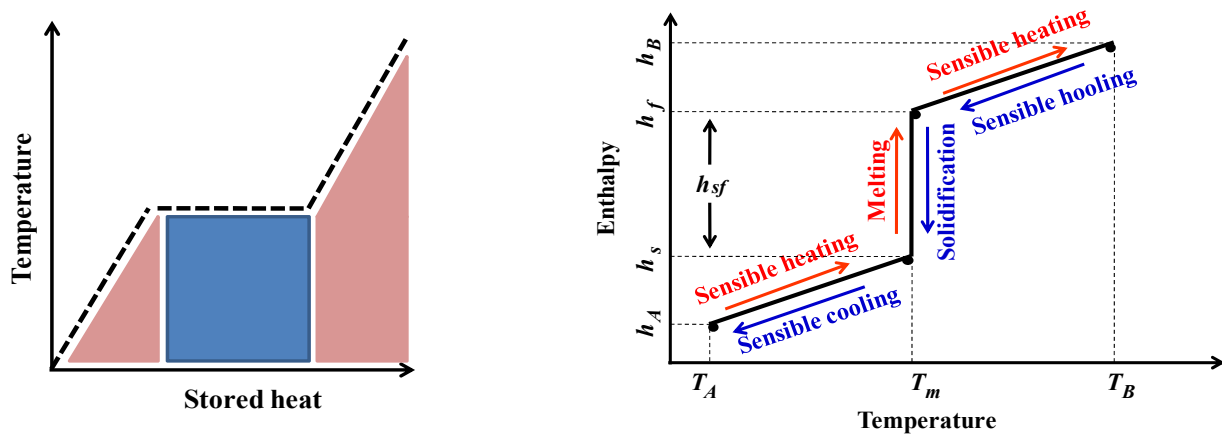 Temperature
Stored heat
Enthalpy
h_B
h_f
h_s
h_A
h_sf
Sensible heating
Sensible hooling
Melting
Solidification
Sensible heating
Sensible cooling
T_A
T_m
T_B
Temperature